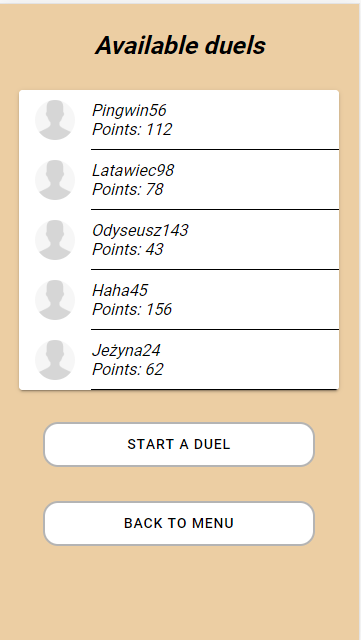 Available duels
Pingwin56
Points: 112
Latawiec98
Points: 78
Odyseusz143
Points: 43
Haha45
Points: 156
Jeżyna24
Points: 62
START A DUEL
BACK TO MENU